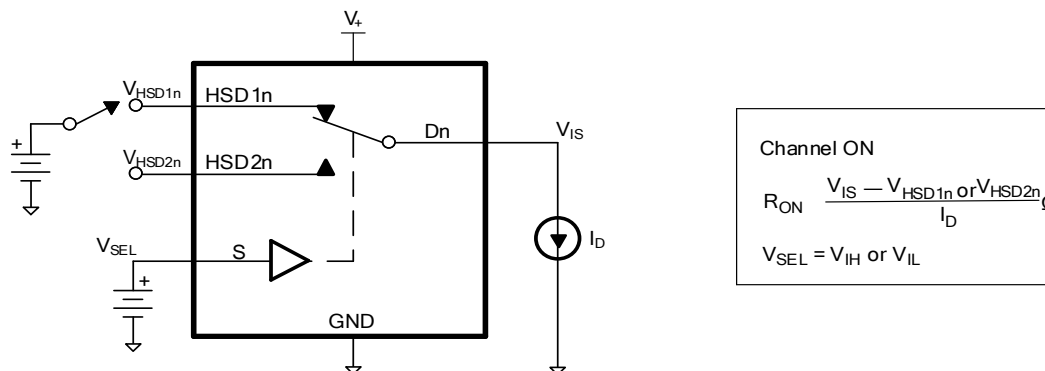 V+
VHSD1n
HSD1n
VIS
Dn
+
VHSD2n
HSD2n
ID
VSEL
S
+
GND
Channel ON
RON VIS — VHSD1n or VHSD2n
ID
VSEL = VIH or VIL